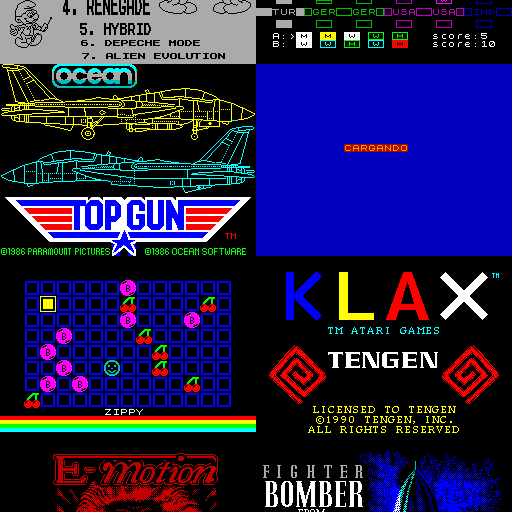 4. RENEGADE
5. HYBRID
6. DEPECHE MODE
7. ALIEN EVOLUTION
TUR GER GER USA USA IND
A:> M M W M W score:5
B: W W W M M score:10
ocean
TOP GUN
TM
©1986 PARAMOUNT PICTURES ©1986 OCEAN SOFTWARE
CARGANDO
B
B
B
B
B
B
B
B
ZIPPY
KLAX TM
TM ATARI GAMES
TENGEN
LICENSED TO TENGEN
©1990 TENGEN, INC.
ALL RIGHTS RESERVED
E-Motion
FIGHTER
BOMBER